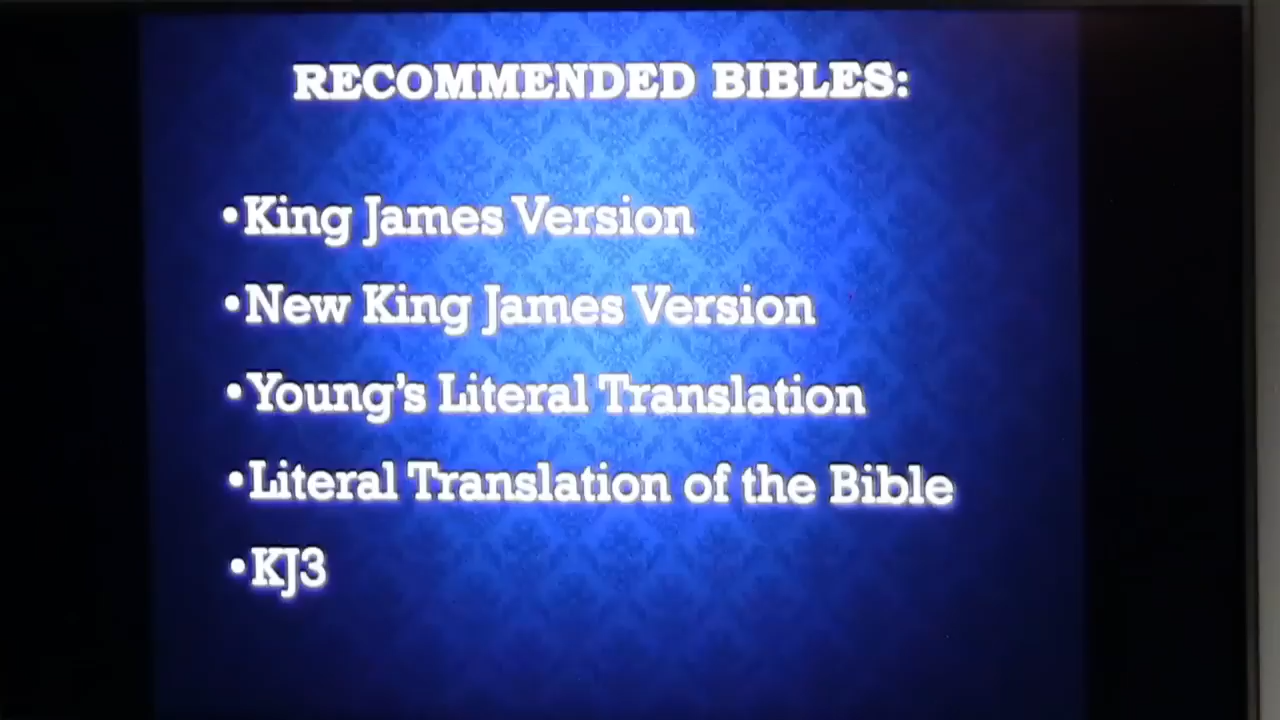 RECOMMENDED BIBLES:
•King James Version
•New King James Version
•Young's Literal Translation
•Literal Translation of the Bible
•KJ3